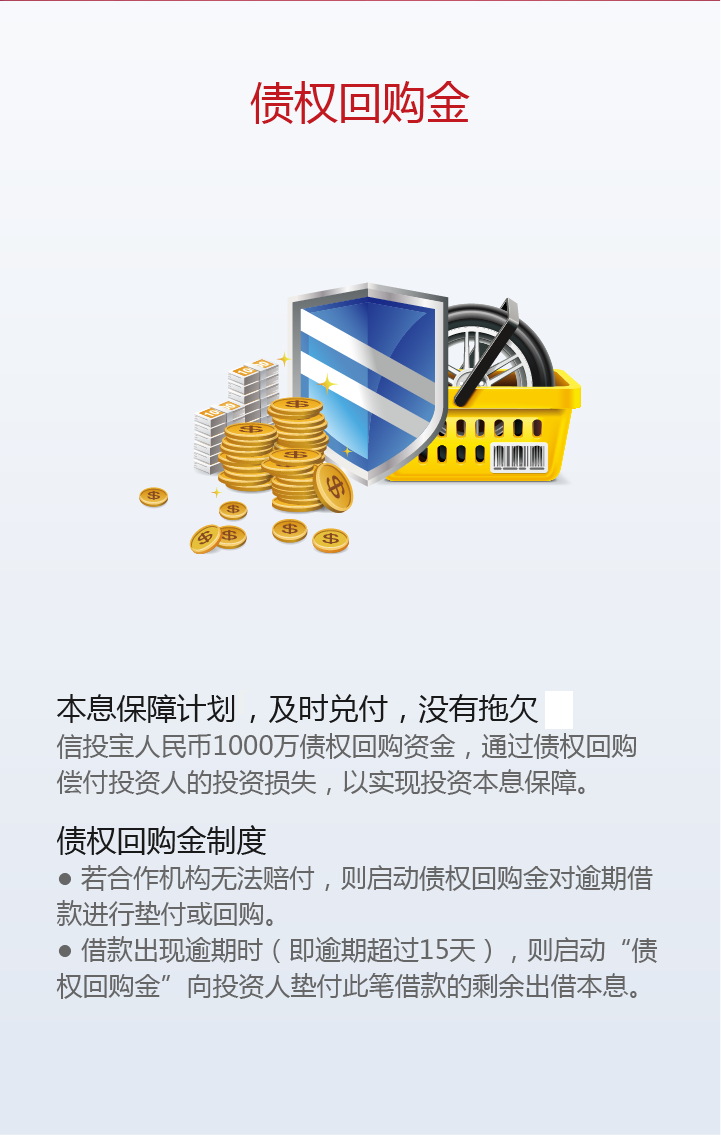 债权回购金
本息保障计划，及时兑付，没有拖欠
信投宝人民币1000万债权回购资金，通过债权回购
偿付投资人的投资损失，以实现投资本息保障。
债权回购金制度
● 若合作机构无法赔付，则启动债权回购金对逾期借
款进行垫付或回购。
● 借款出现逾期时（即逾期超过15天），则启动“债
权回购金”向投资人垫付此笔借款的剩余出借本息。